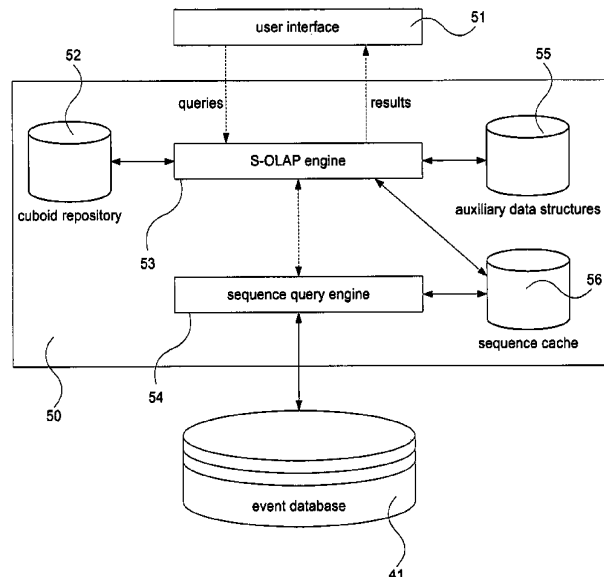 user interface
51
52
55
queries
results
S-OLAP engine
cuboid repository
auxiliary data structures
53
sequence query engine
56
sequence cache
50
54
event database
41